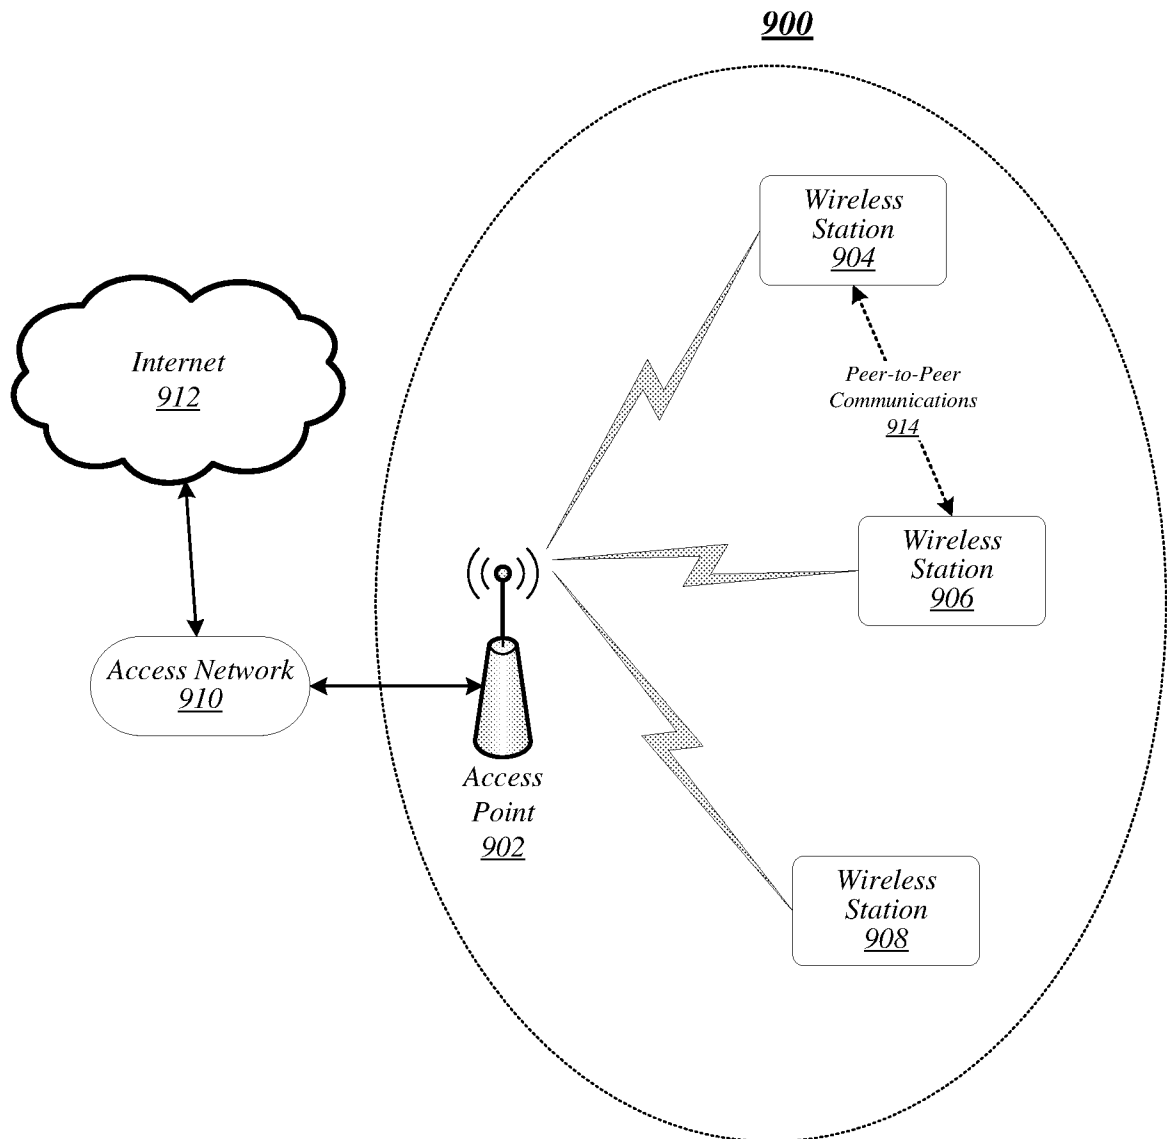 900
Wireless
Station
904
Internet
912
Peer-to-Peer
Communications
914
Wireless
Station
906
Access Network
910
Access
Point
902
Wireless
Station
908